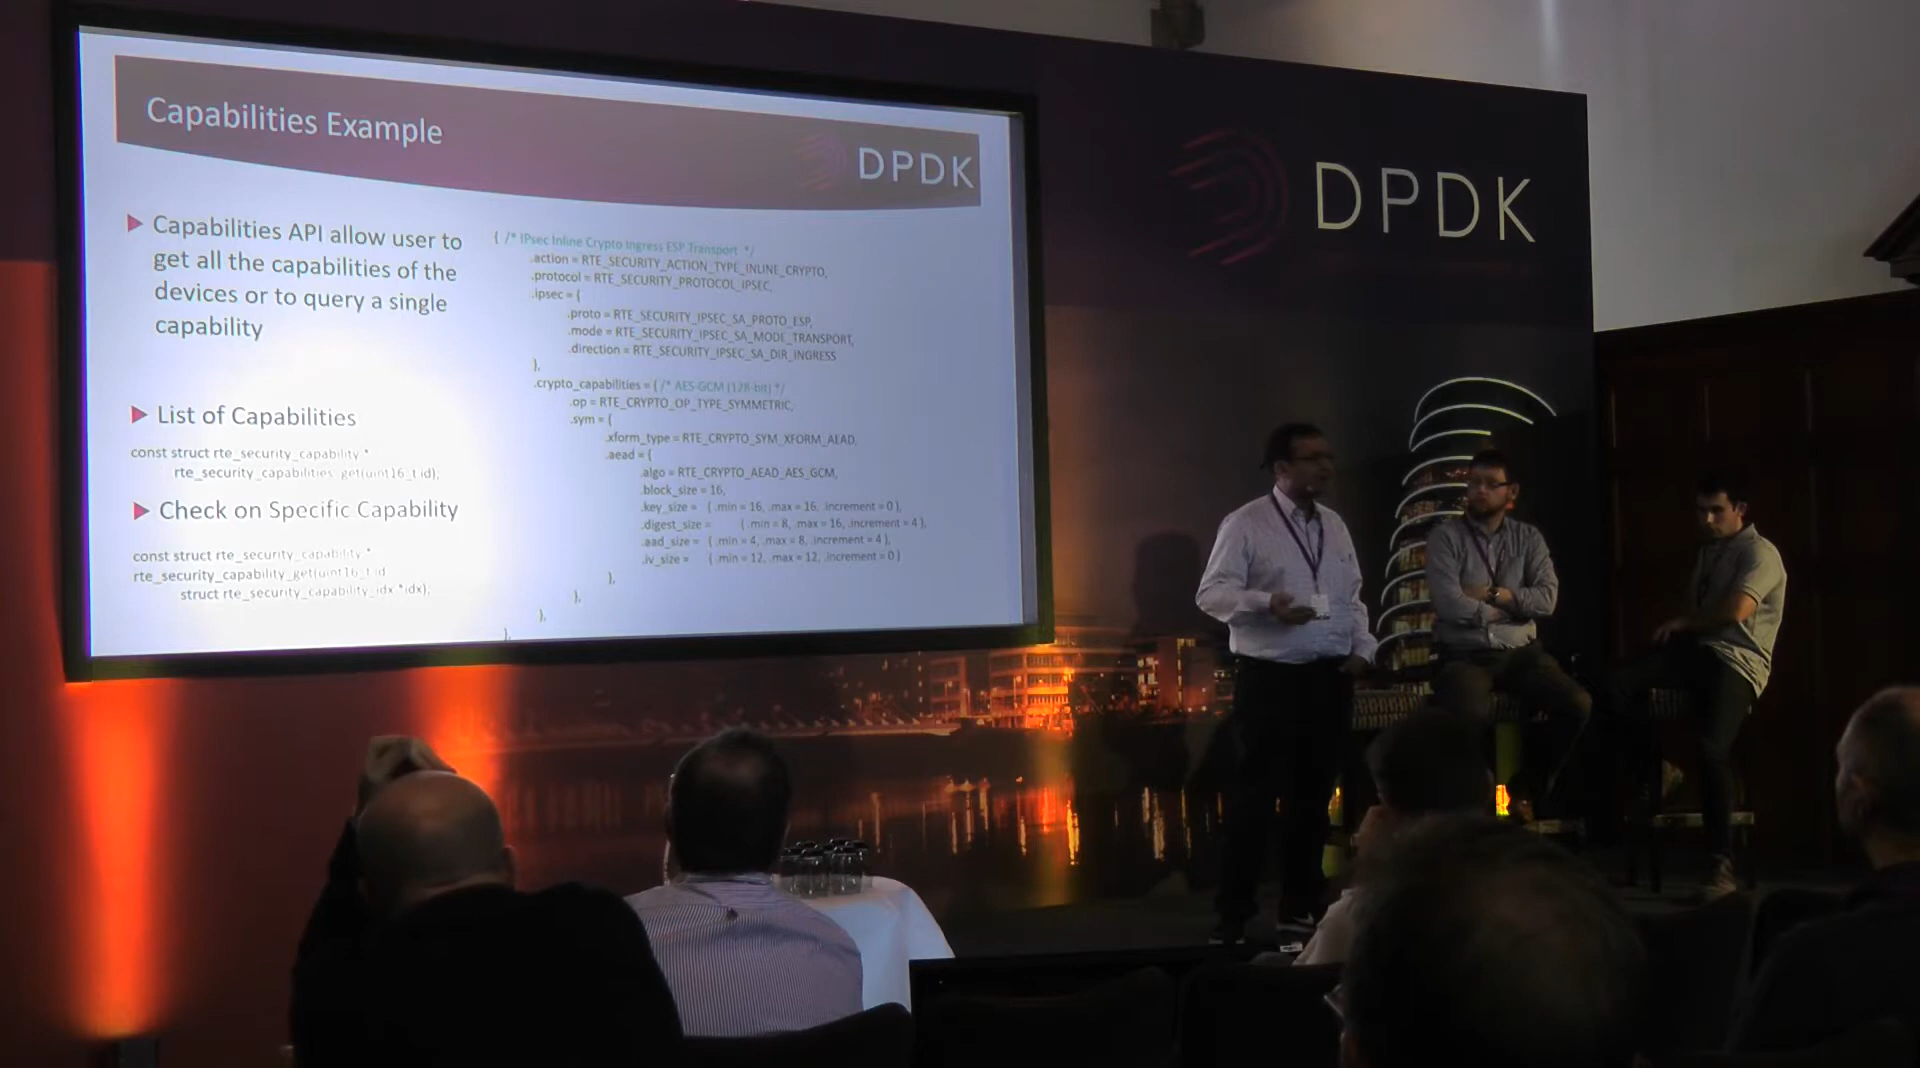 Capabilities Example
DPDK
Capabilities API allow user to
get all the capabilities of the
devices or to query a single
capability
List of Capabilities
const struct rte_security_capability *
rte_security_capabilities_get(uint16_t id);
Check on Specific Capability
const struct rte_security_capability *
rte_security_capability_get(uint16_t id
struct rte_security_capability_idx *idx);
{ /* IPsec Inline Crypto Ingress ESP Transport */
.action = RTE_SECURITY_ACTION_TYPE_INLINE_CRYPTO,
.protocol = RTE_SECURITY_PROTOCOL_IPSEC,
.ipsec = {
.proto = RTE_SECURITY_IPSEC_SA_PROTO_ESP,
.mode = RTE_SECURITY_IPSEC_SA_MODE_TRANSPORT,
.direction = RTE_SECURITY_IPSEC_SA_DIR_INGRESS
},
.crypto_capabilities = { /* AES-GCM (128-bit) */
.op = RTE_CRYPTO_OP_TYPE_SYMMETRIC,
.sym = {
.xform_type = RTE_CRYPTO_SYM_XFORM_AEAD,
.aead = {
.algo = RTE_CRYPTO_AEAD_AES_GCM,
.block_size = 16,
.key_size = { .min = 16, .max = 16, .increment = 0 },
.digest_size = { .min = 8, .max = 16, .increment = 4 },
.aad_size = { .min = 4, .max = 8, .increment = 4 },
.iv_size = { .min = 12, .max = 12, .increment = 0 }
},
},
},
},
DPDK